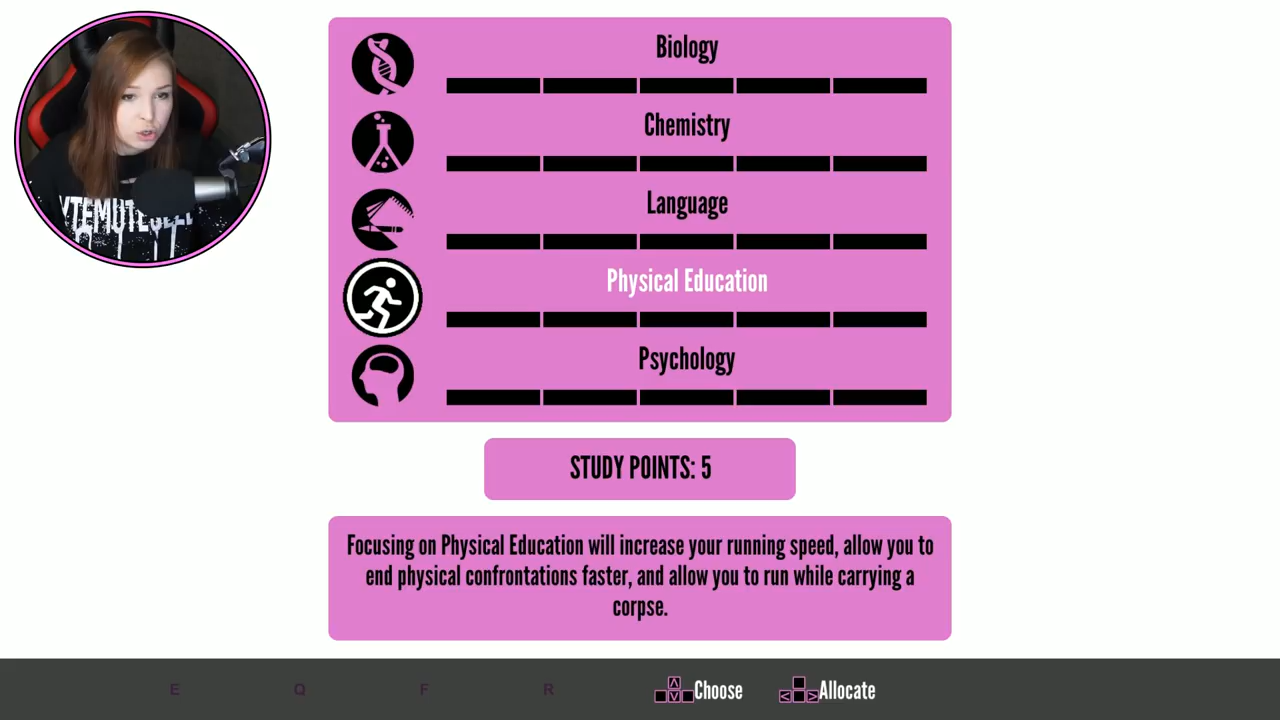 Biology
Chemistry
Language
Physical Education
Psychology
STUDY POINTS: 5
Focusing on Physical Education will increase your running speed, allow you to
end physical confrontations faster, and allow you to run while carrying a
corpse.
E Q F R Choose Allocate